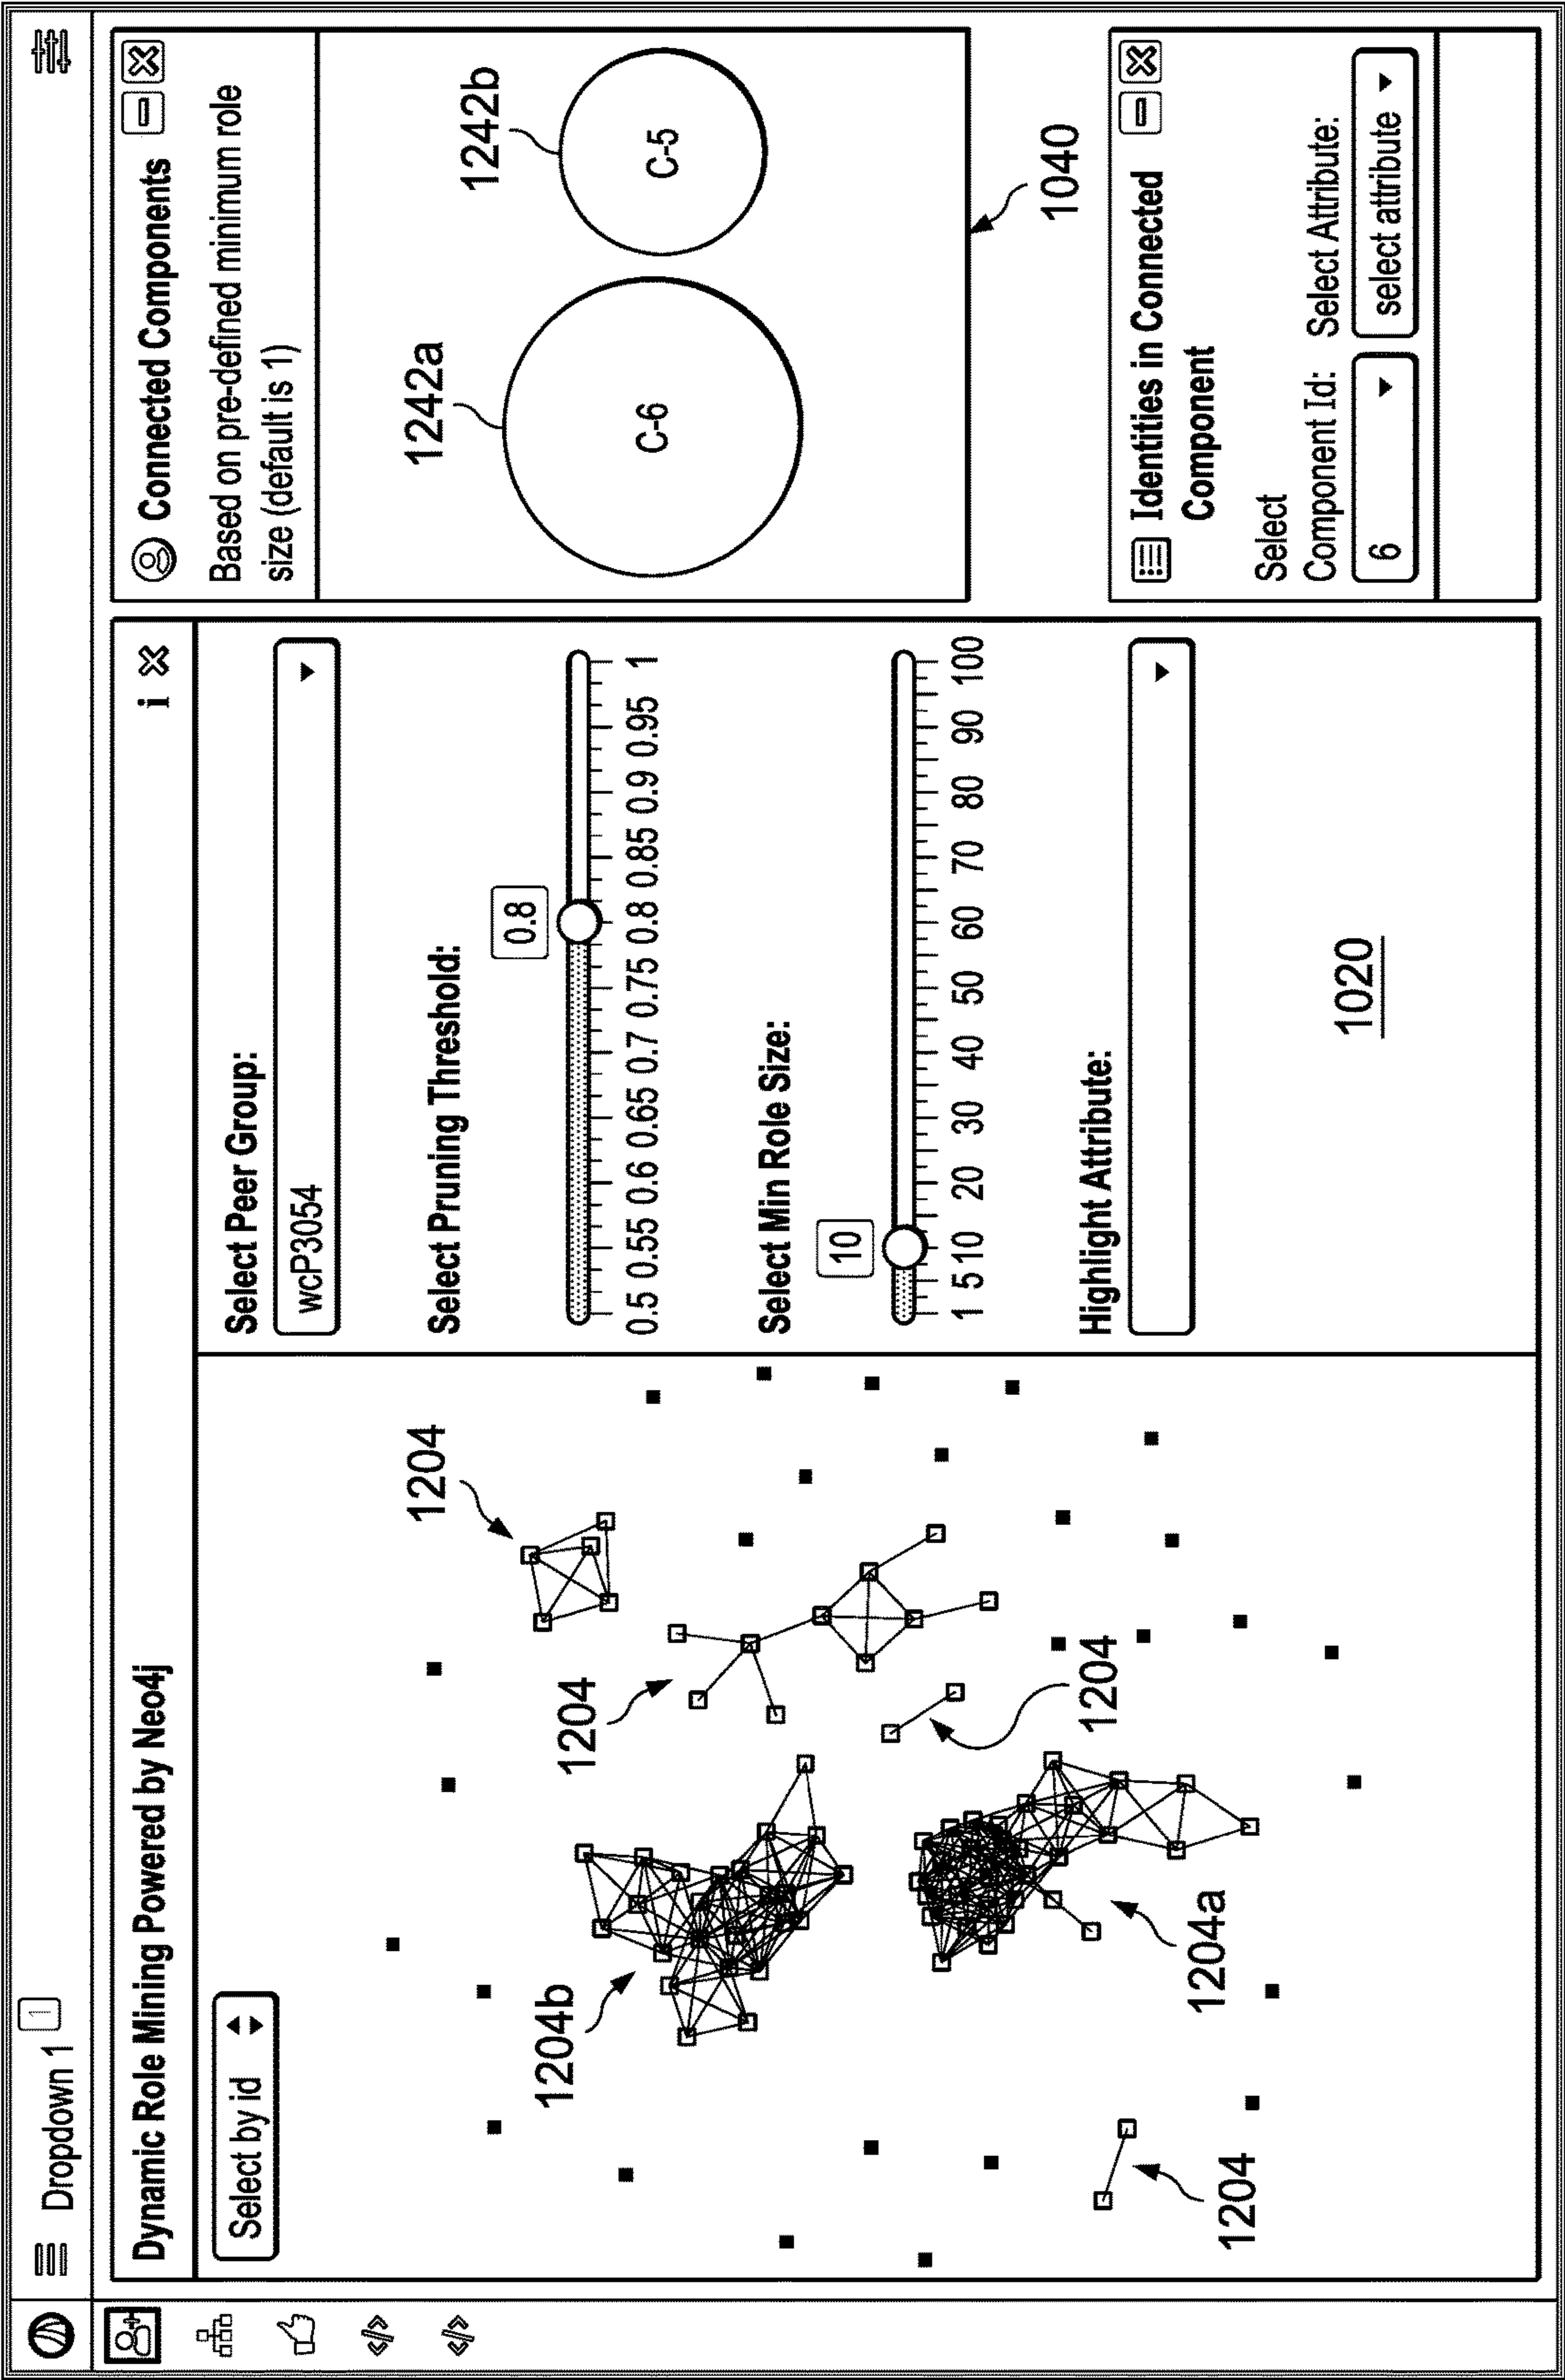 Dropdown 1 1
Dynamic Role Mining Powered by Neo4j
i
Select by id
1204
1204
1204b
1204
1204a
1204
Select Peer Group:
wcP3054
Select Pruning Threshold:
0.8
0.5 0.55 0.6 0.65 0.7 0.75 0.8 0.85 0.9 0.95 1
Select Min Role Size:
10
1 5 10 20 30 40 50 60 70 80 90 100
Highlight Attribute:
1020
Connected Components
Based on pre-defined minimum role
size (default is 1)
1242a
1242b
C-6
C-5
1040
Identities in Connected
Component
Select
Component Id: Select Attribute:
6 select attribute